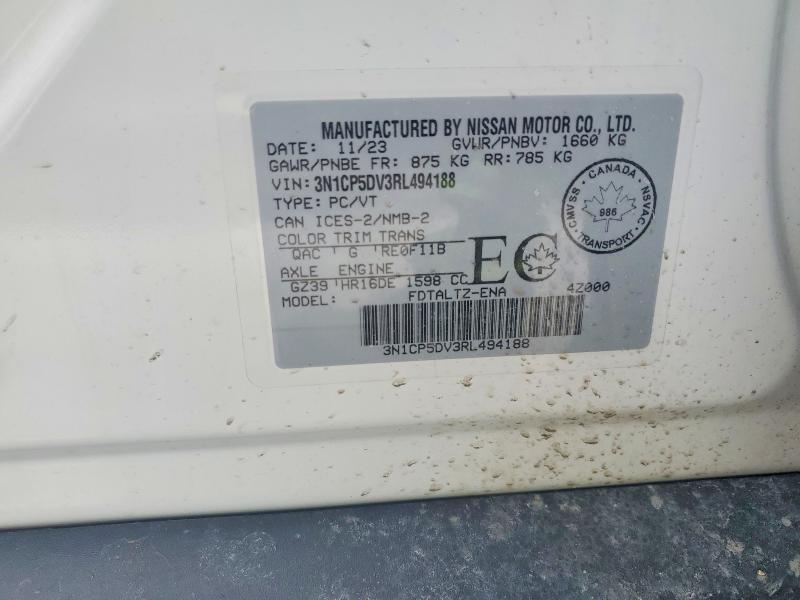 MANUFACTURED BY NISSAN MOTOR CO., LTD.
DATE: 11/23 GVWR/PNBV: 1660 KG
GAWR/PNBE FR: 875 KG RR: 785 KG
VIN: 3N1CP5DV3RL494188
TYPE: PC/VT
CAN ICES-2/NMB-2
COLOR TRIM TRANS
QAC G RE0F11B
AXLE ENGINE
GZ39 HR16DE 1598 CC
EC
MODEL: FDTALTZ-ENA 4Z000
3N1CP5DV3RL494188
CMVSS · CANADA · NSVAC · TRANSPORT ·
986